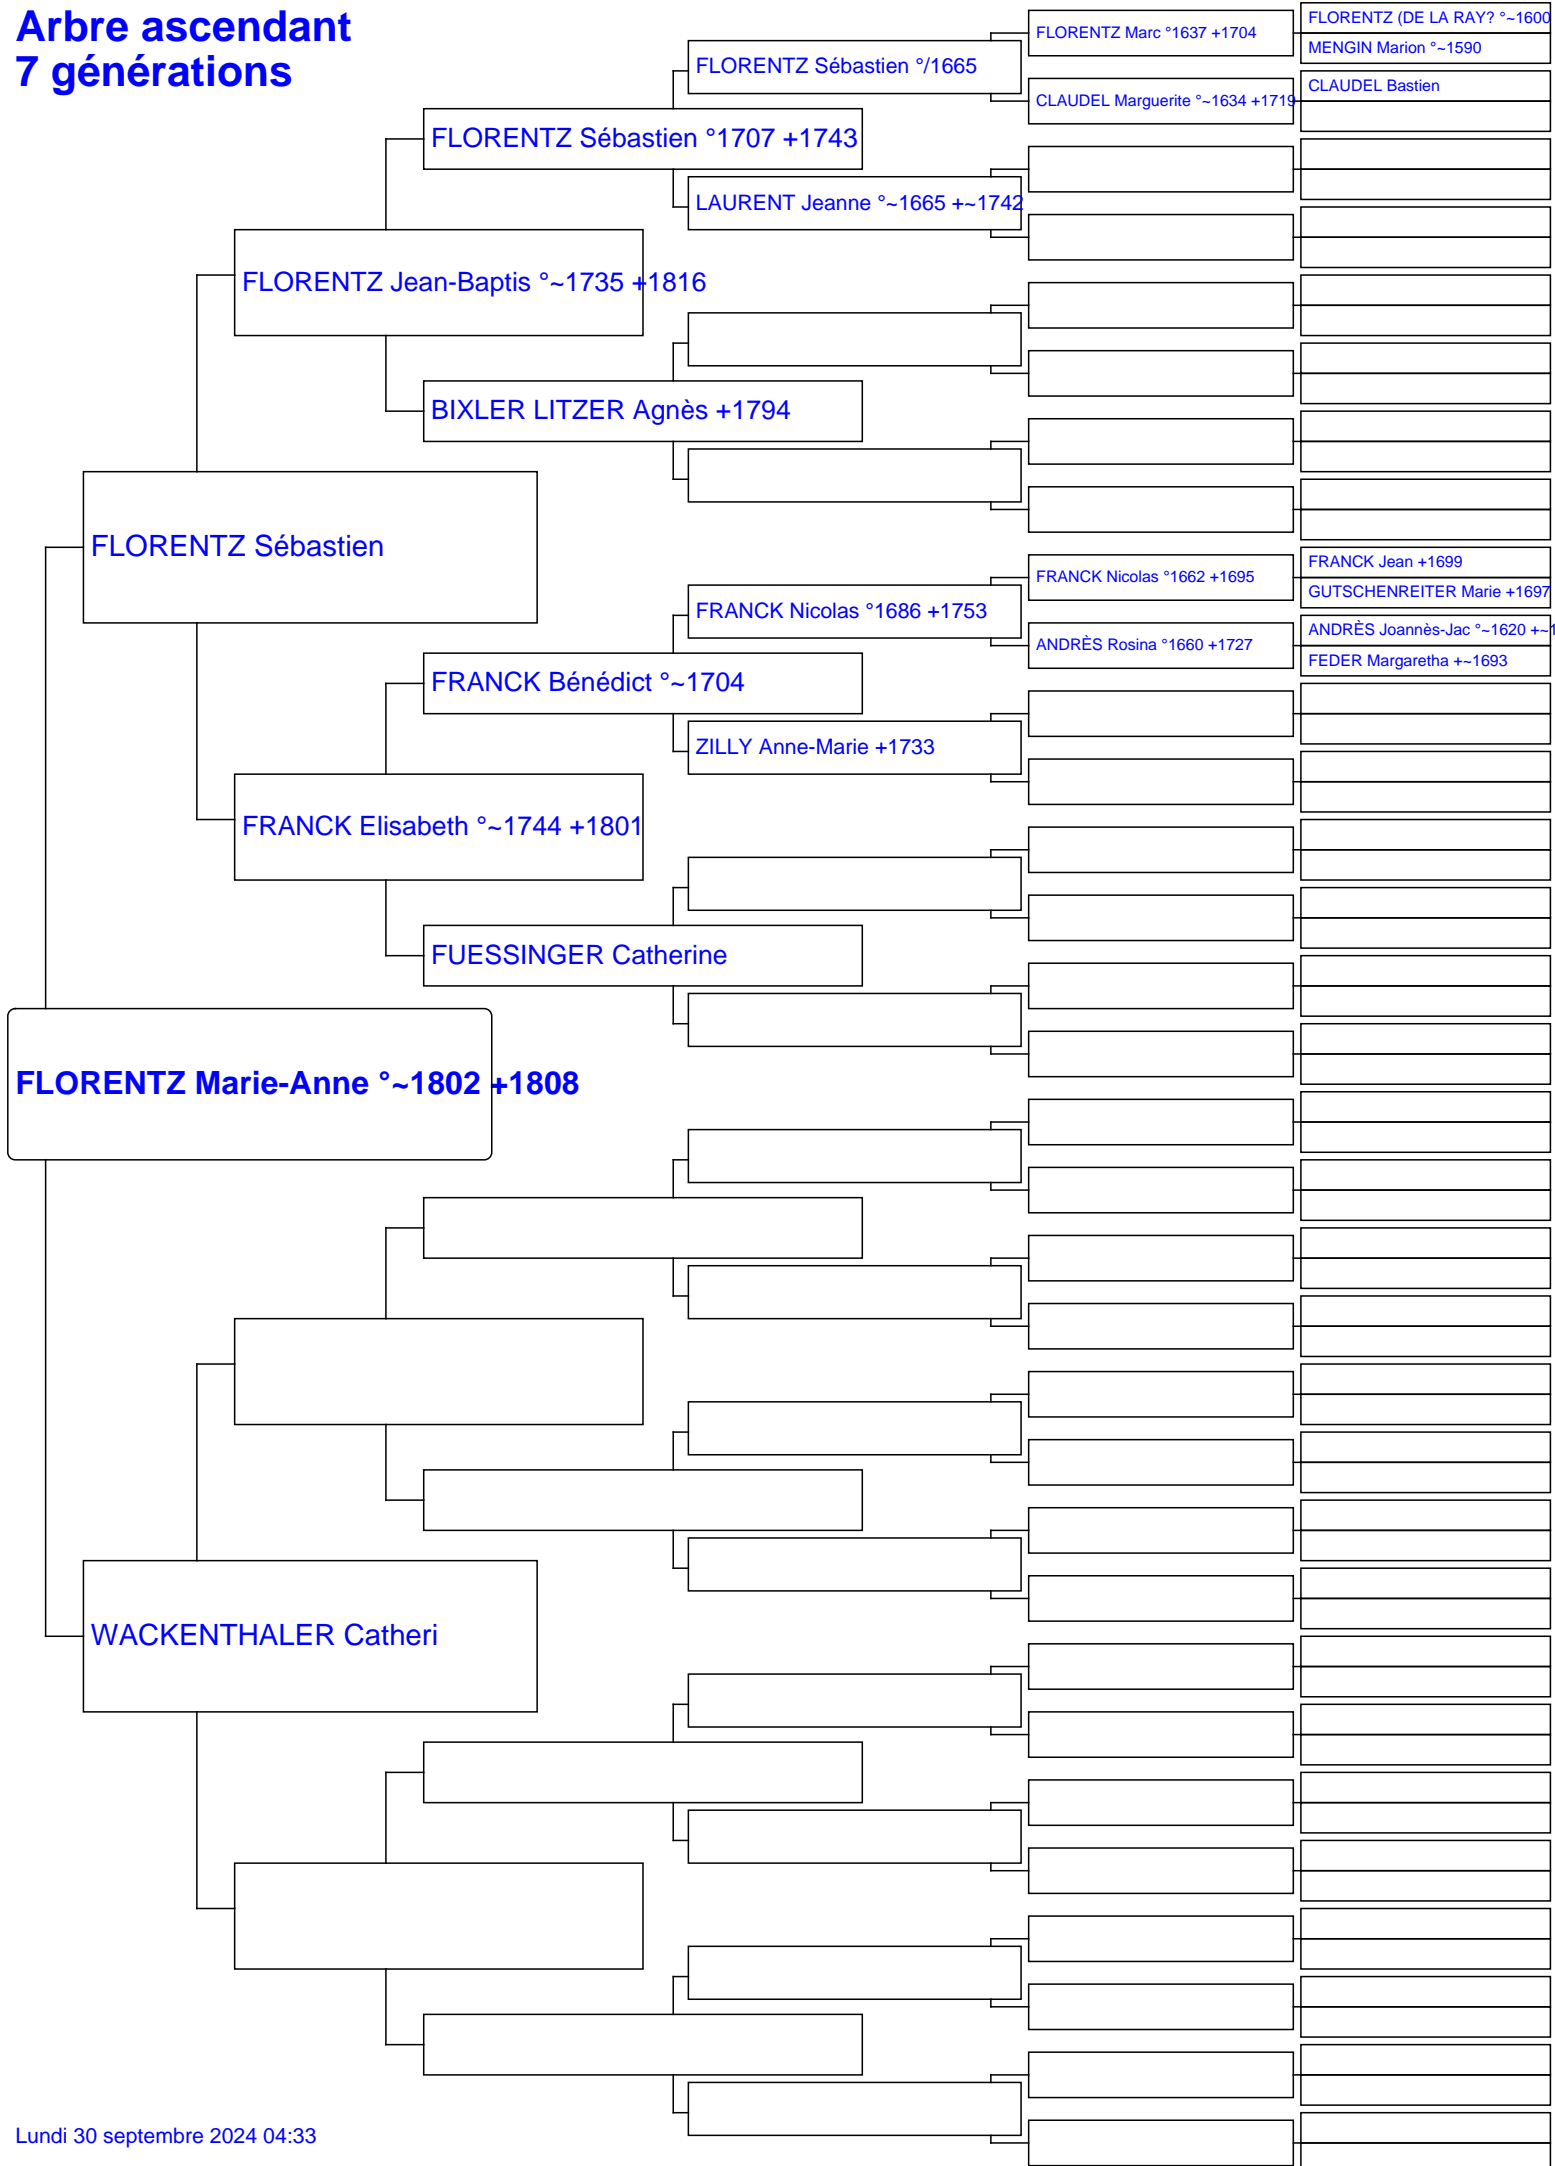 Arbre ascendant
7 générations
FLORENTZ Marie-Anne °~1802 +1808
FLORENTZ Sébastien
WACKENTHALER Catheri
FLORENTZ Jean-Baptis °~1735 +1816
FRANCK Elisabeth °~1744 +1801
FLORENTZ Sébastien °1707 +1743
BIXLER LITZER Agnès +1794
FRANCK Bénédict °~1704
FUESSINGER Catherine
FLORENTZ Sébastien °/1665
LAURENT Jeanne °~1665 +~1742
FRANCK Nicolas °1686 +1753
ZILLY Anne-Marie +1733
FLORENTZ Marc °1637 +1704
CLAUDEL Marguerite °~1634 +1719
FRANCK Nicolas °1662 +1695
ANDRÈS Rosina °1660 +1727
FLORENTZ (DE LA RAY? °~1600
MENGIN Marion °~1590
CLAUDEL Bastien
FRANCK Jean +1699
GUTSCHENREITER Marie +1697
ANDRÈS Joannès-Jac °~1620 +~1
FEDER Margaretha +~1693
Lundi 30 septembre 2024 04:33